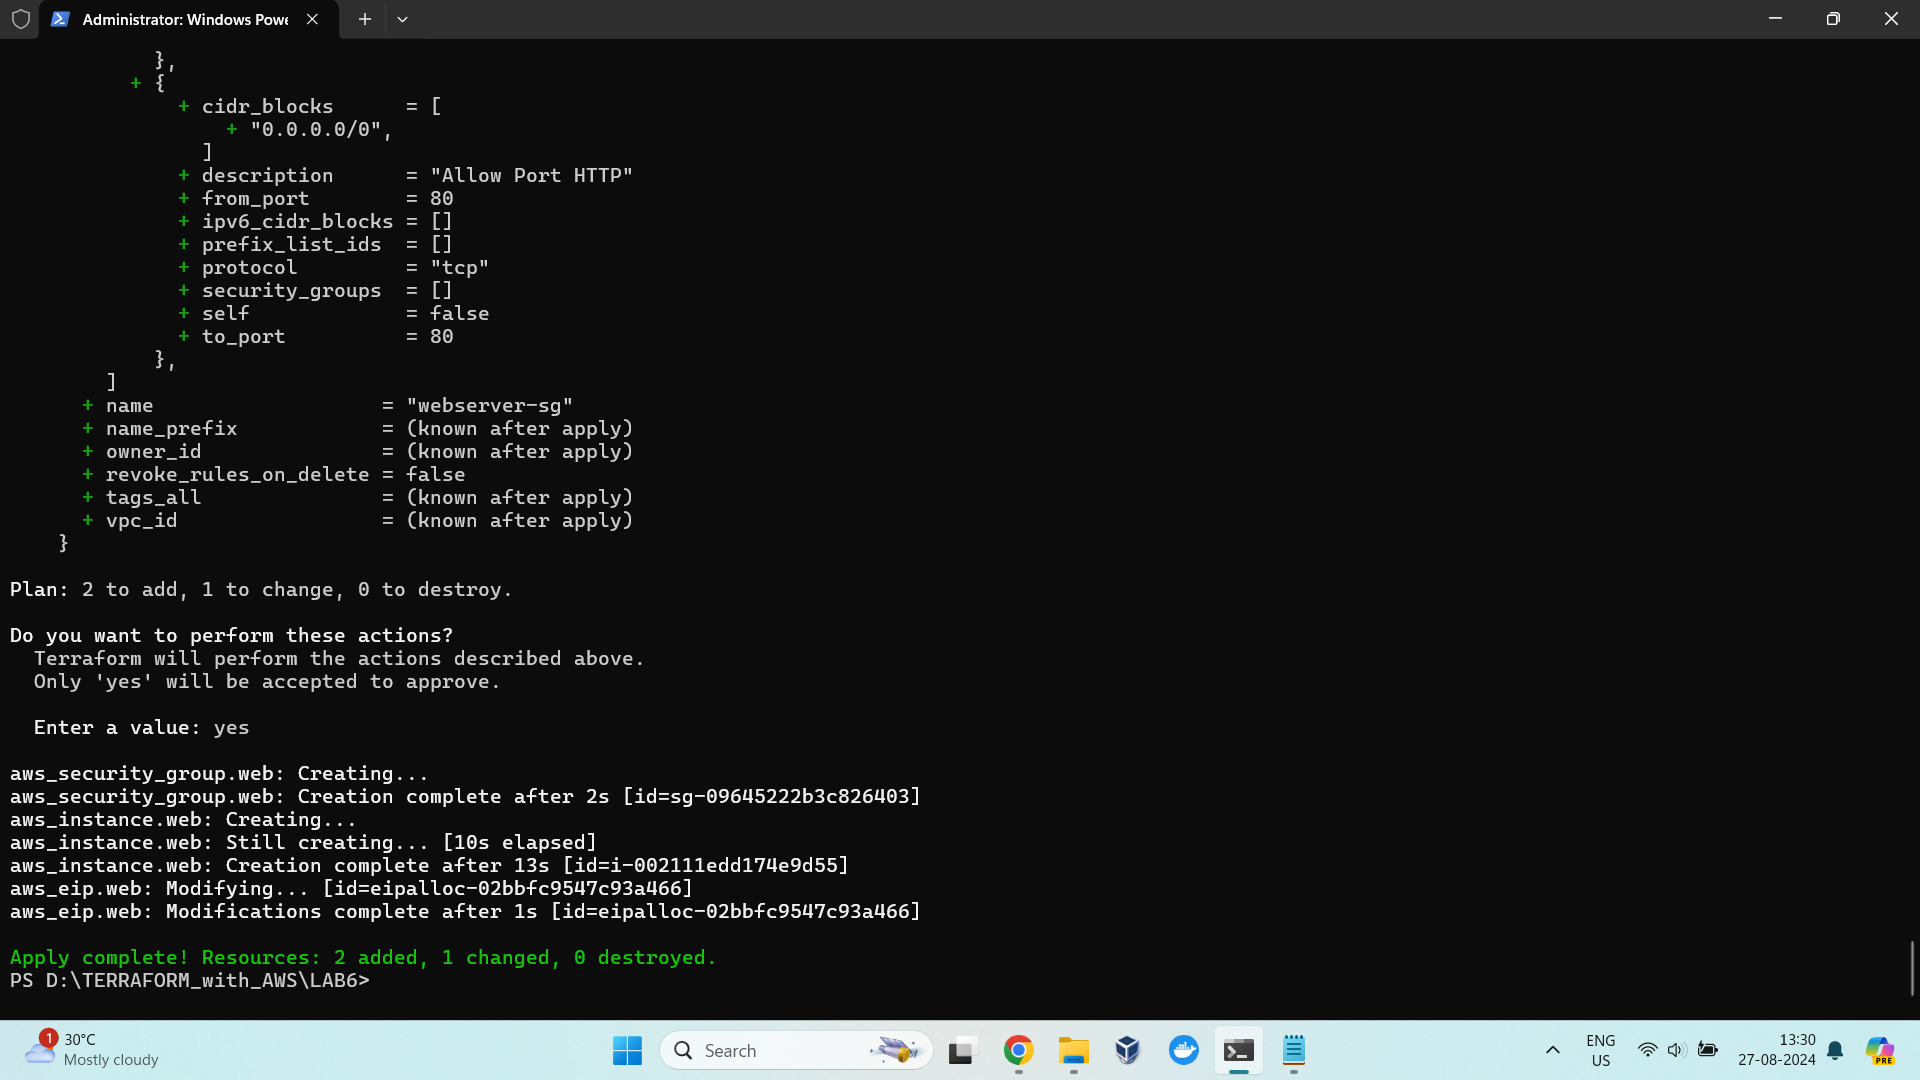 Administrator: Windows Powe
},
+ {
+ cidr_blocks = [
+ "0.0.0.0/0",
]
+ description = "Allow Port HTTP"
+ from_port = 80
+ ipv6_cidr_blocks = []
+ prefix_list_ids = []
+ protocol = "tcp"
+ security_groups = []
+ self = false
+ to_port = 80
},
]
+ name = "webserver-sg"
+ name_prefix = (known after apply)
+ owner_id = (known after apply)
+ revoke_rules_on_delete = false
+ tags_all = (known after apply)
+ vpc_id = (known after apply)
}
Plan: 2 to add, 1 to change, 0 to destroy.
Do you want to perform these actions?
Terraform will perform the actions described above.
Only 'yes' will be accepted to approve.
Enter a value: yes
aws_security_group.web: Creating...
aws_security_group.web: Creation complete after 2s [id=sg-09645222b3c826403]
aws_instance.web: Creating...
aws_instance.web: Still creating... [10s elapsed]
aws_instance.web: Creation complete after 13s [id=i-002111edd174e9d55]
aws_eip.web: Modifying... [id=eipalloc-02bbfc9547c93a466]
aws_eip.web: Modifications complete after 1s [id=eipalloc-02bbfc9547c93a466]
Apply complete! Resources: 2 added, 1 changed, 0 destroyed.
PS D:\TERRAFORM_with_AWS\LAB6>
1
30°C
Mostly cloudy
Search
ENG
US
13:30
27-08-2024
PRE